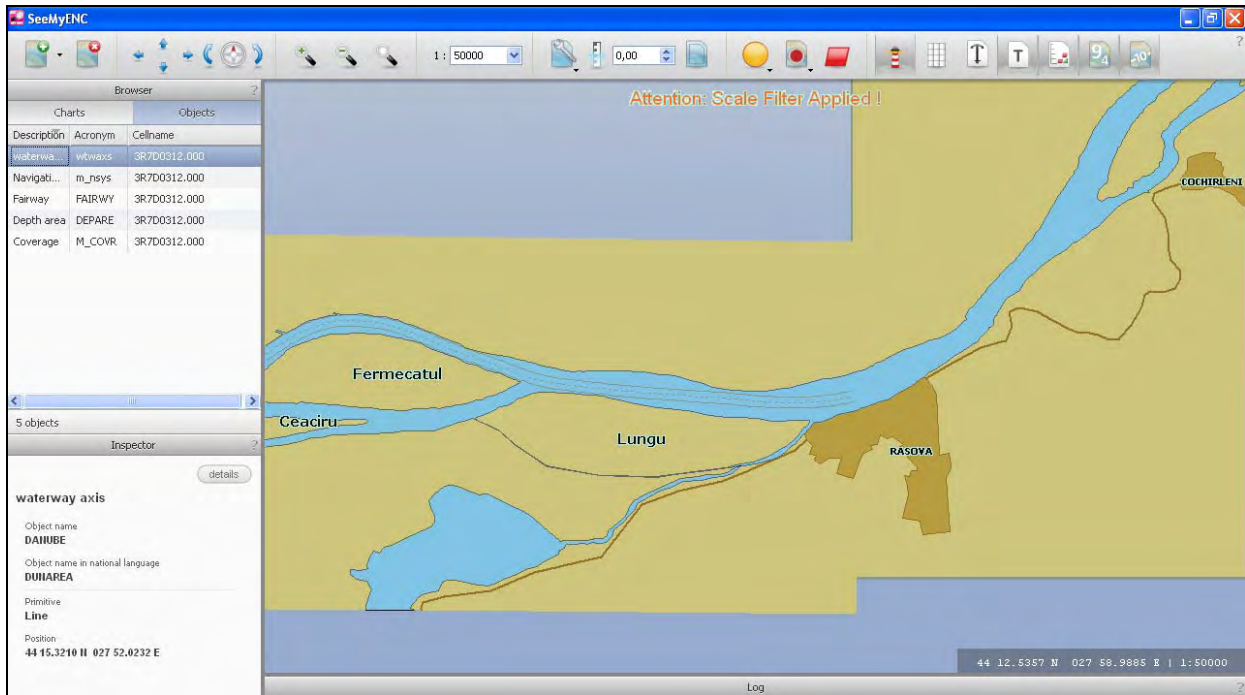 SeeMyENC
1 : 50000
0,00
T
?
Browser ?
Charts Objects
Description Acronym Cellname
waterwa... wtwaxs 3R7D0312.000
Navigati... m_nsys 3R7D0312.000
Fairway FAIRWY 3R7D0312.000
Depth area DEPARE 3R7D0312.000
Coverage M_COVR 3R7D0312.000
5 objects
Inspector ?
details
waterway axis
Object name
DANUBE
Object name in national language
DUNAREA
Primitive
Line
Position
44 15.3210 N 027 52.0232 E
Attention: Scale Filter Applied !
COCHIRLENI
Fermecatul
Ceaciru
Lungu
RASOVA
44 12.5357 N 027 58.9885 E | 1:50000
Log ?